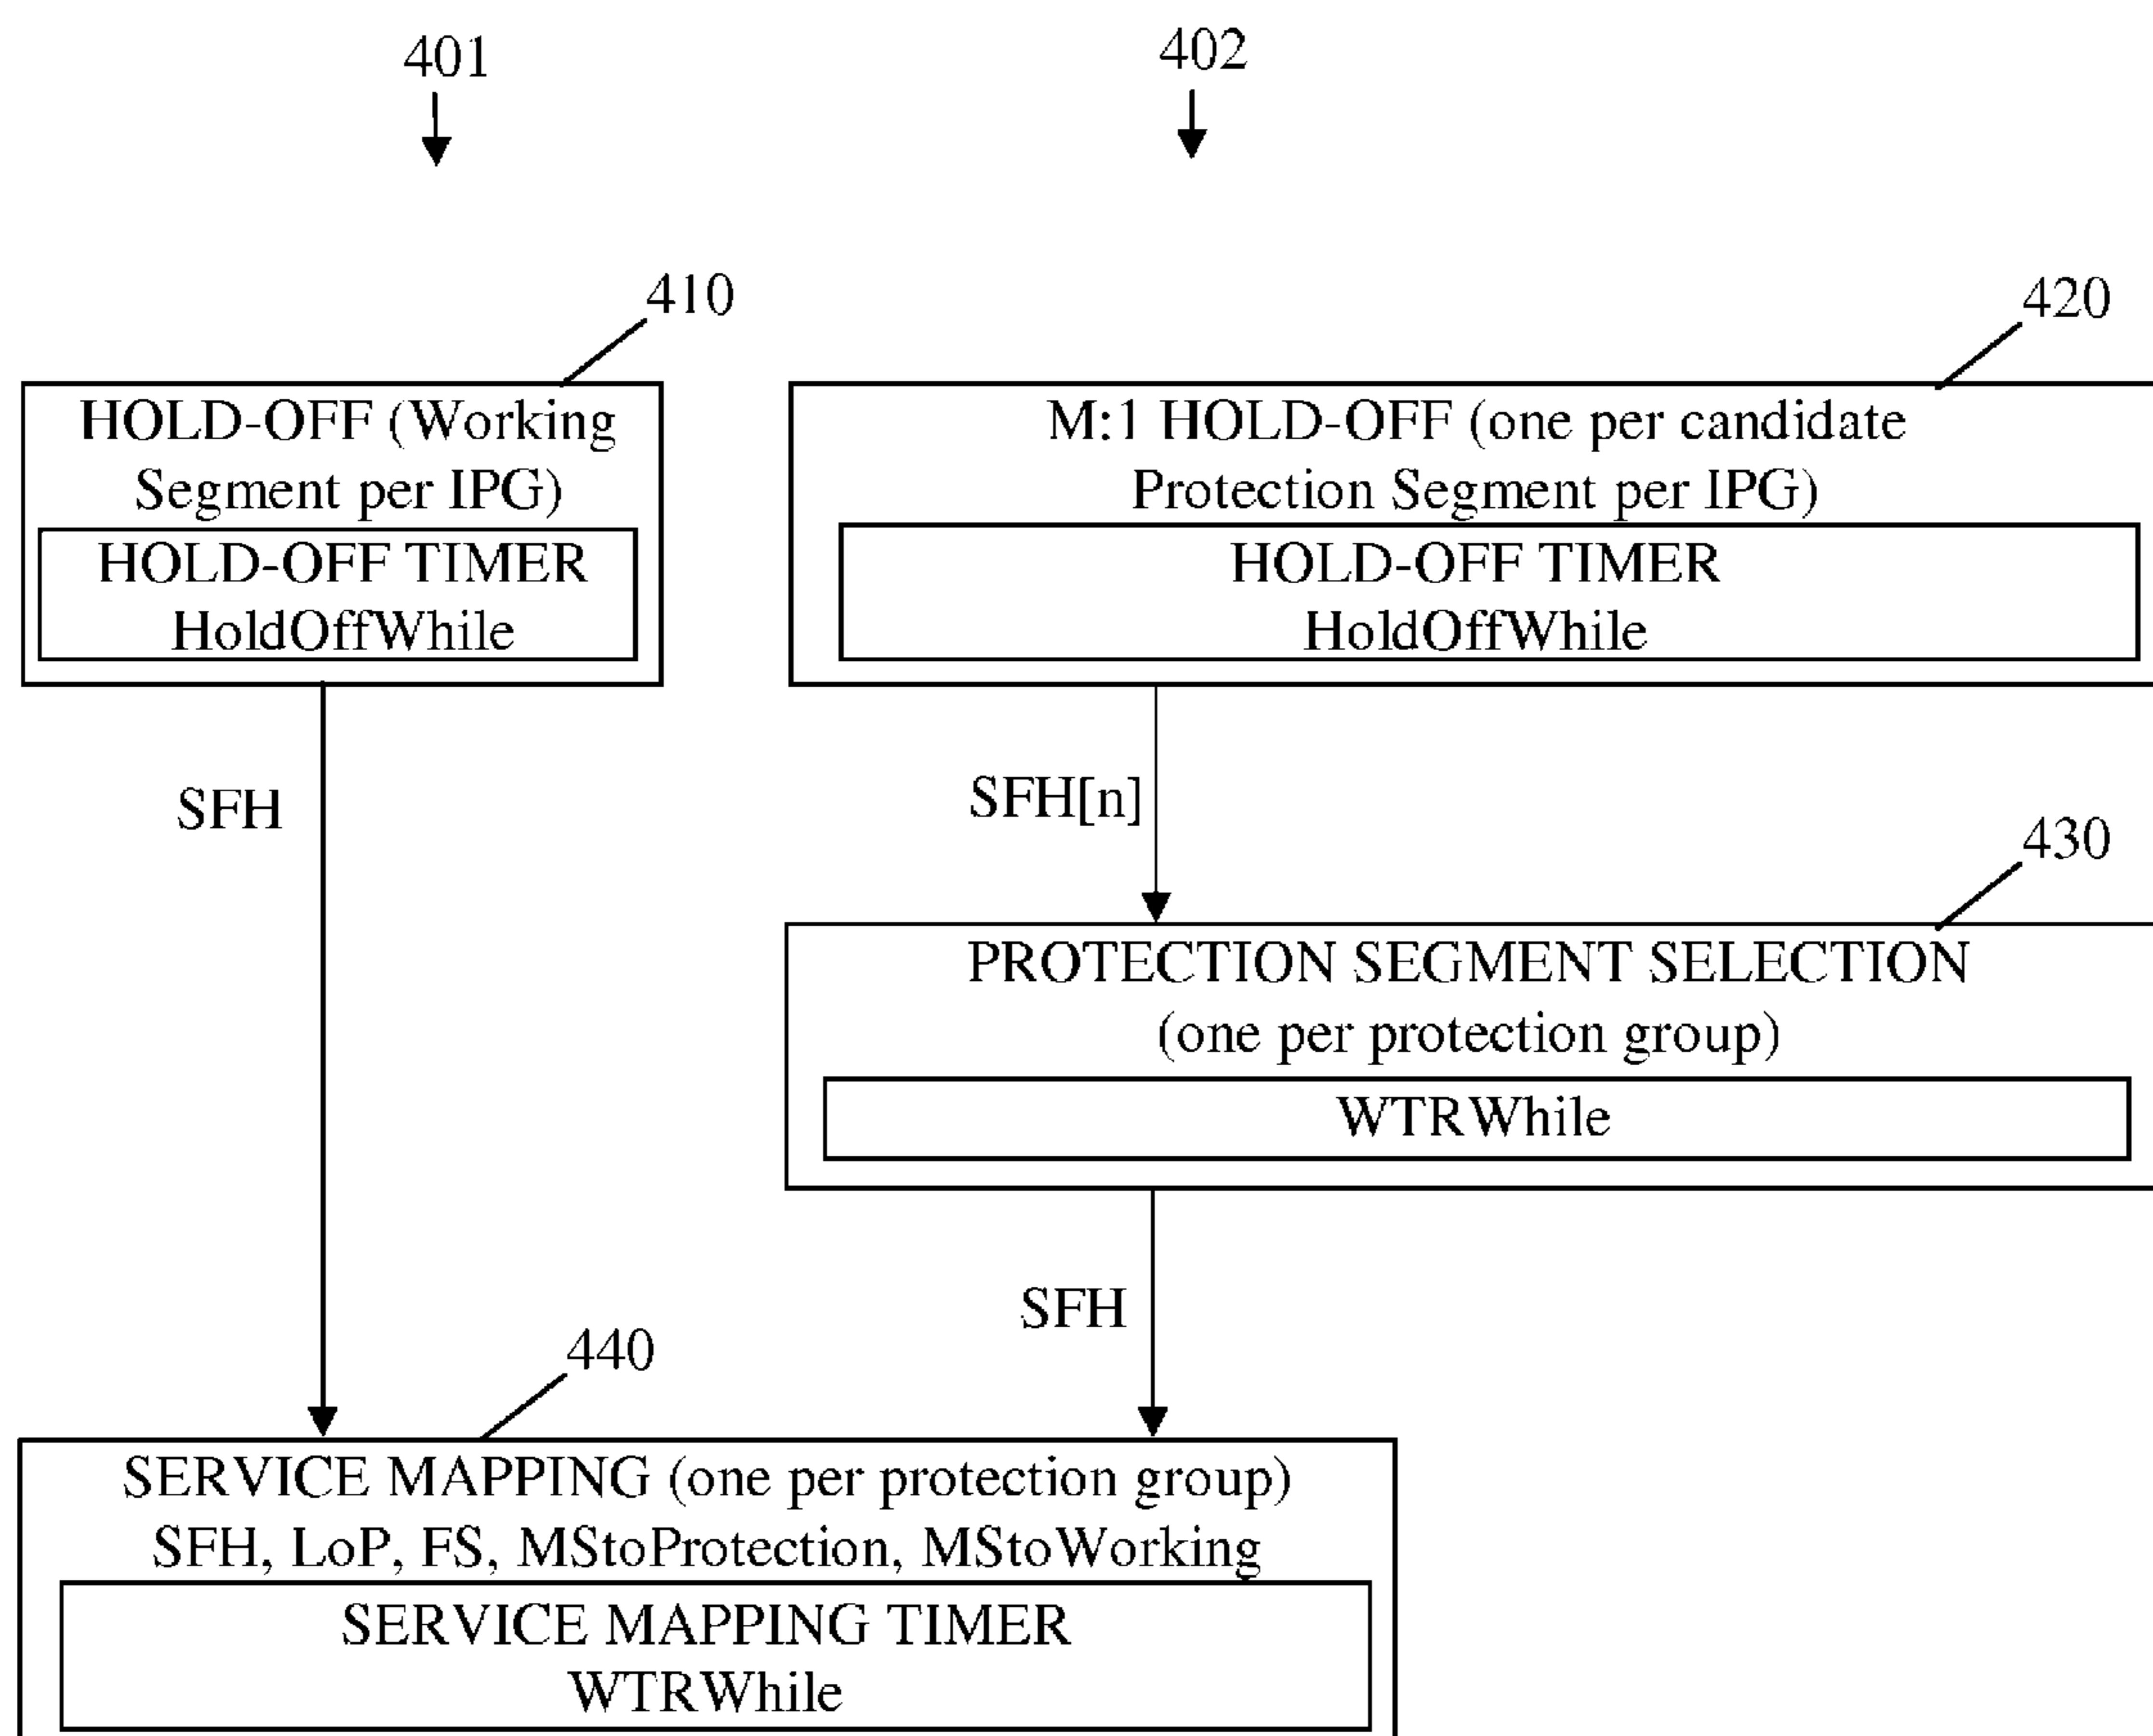 401
402
410
420
HOLD-OFF (Working
Segment per IPG)
HOLD-OFF TIMER
HoldOffWhile
M:1 HOLD-OFF (one per candidate
Protection Segment per IPG)
HOLD-OFF TIMER
HoldOffWhile
SFH
SFH[n]
430
PROTECTION SEGMENT SELECTION
(one per protection group)
WTRWhile
SFH
440
SERVICE MAPPING (one per protection group)
SFH, LoP, FS, MStoProtection, MStoWorking
SERVICE MAPPING TIMER
WTRWhile